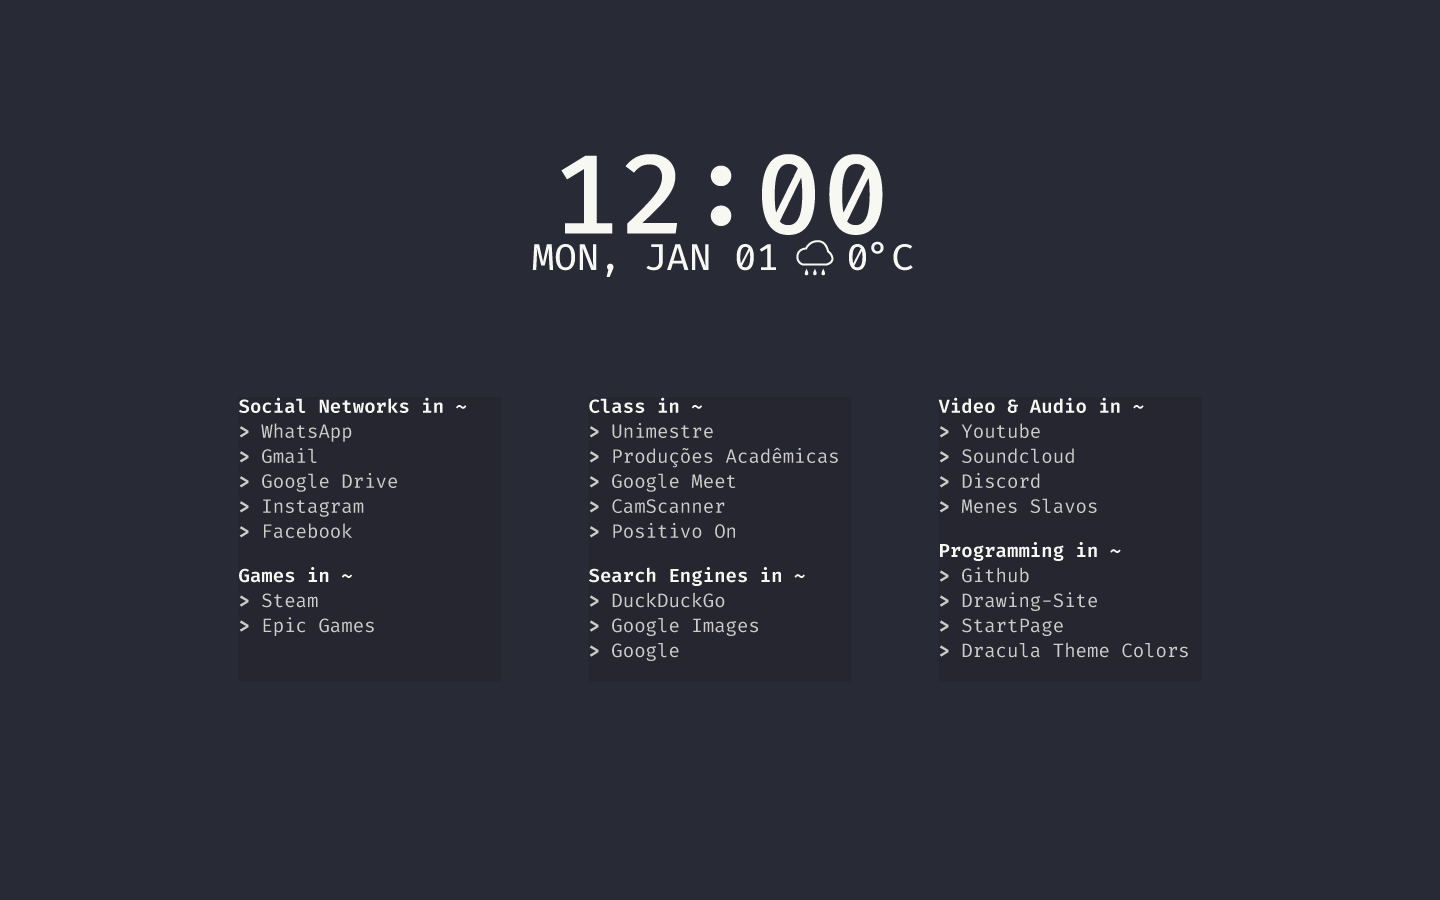 12:00
MON, JAN 01 0°C
Social Networks in ~
> WhatsApp
> Gmail
> Google Drive
> Instagram
> Facebook
Games in ~
> Steam
> Epic Games
Class in ~
> Unimestre
> Produções Acadêmicas
> Google Meet
> CamScanner
> Positivo On
Search Engines in ~
> DuckDuckGo
> Google Images
> Google
Video & Audio in ~
> Youtube
> Soundcloud
> Discord
> Menes Slavos
Programming in ~
> Github
> Drawing-Site
> StartPage
> Dracula Theme Colors